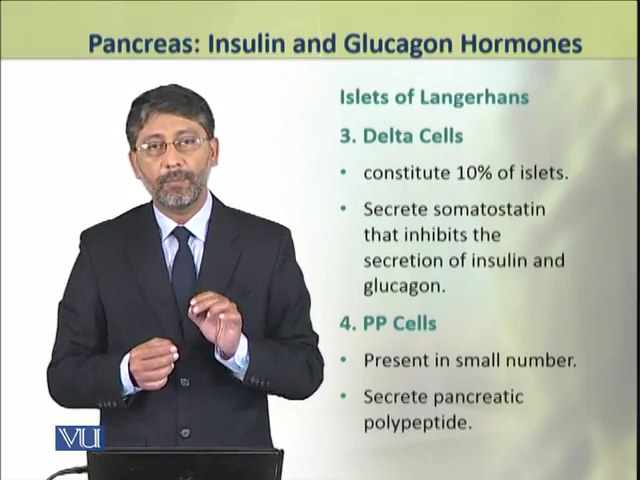 Pancreas: Insulin and Glucagon Hormones
Islets of Langerhans
3. Delta Cells
• constitute 10% of islets.
• Secrete somatostatin
that inhibits the
secretion of insulin and
glucagon.
4. PP Cells
• Present in small number.
• Secrete pancreatic
polypeptide.
VU